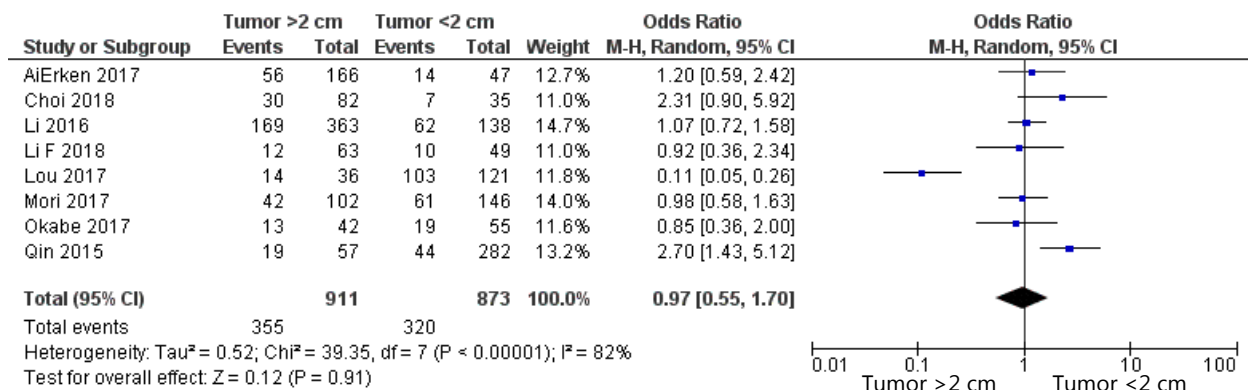 Tumor >2 cm Tumor <2 cm Odds Ratio Odds Ratio
Study or Subgroup Events Total Events Total Weight M-H, Random, 95% CI M-H, Random, 95% CI
AiErken 2017 56 166 14 47 12.7% 1.20 [0.59, 2.42]
Choi 2018 30 82 7 35 11.0% 2.31 [0.90, 5.92]
Li 2016 169 363 62 138 14.7% 1.07 [0.72, 1.58]
Li F 2018 12 63 10 49 11.0% 0.92 [0.36, 2.34]
Lou 2017 14 36 103 121 11.8% 0.11 [0.05, 0.26]
Mori 2017 42 102 61 146 14.0% 0.98 [0.58, 1.63]
Okabe 2017 13 42 19 55 11.6% 0.85 [0.36, 2.00]
Qin 2015 19 57 44 282 13.2% 2.70 [1.43, 5.12]
Total (95% CI) 911 873 100.0% 0.97 [0.55, 1.70]
Total events 355 320
Heterogeneity: Tau² = 0.52; Chi² = 39.35, df = 7 (P < 0.00001); I² = 82%
Test for overall effect: Z = 0.12 (P = 0.91)
0.01 0.1 1 10 100
Tumor >2 cm Tumor <2 cm